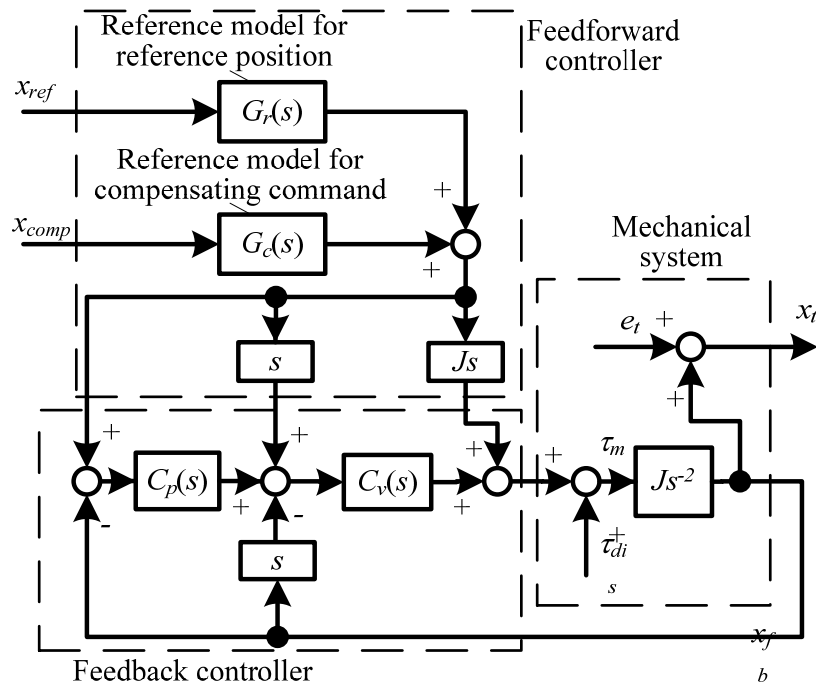 Reference model for
reference position
Feedforward
controller
x_ref
G_r(s)
Reference model for
compensating command
+
x_comp
G_c(s)
+
Mechanical
system
e_t
+
x_t
s
Js
+
+
+
+
+
C_p(s)
+
C_v(s)
+
τ_m
Js^-2
-
-
τ_di
+
s
s
x_f
b
Feedback controller